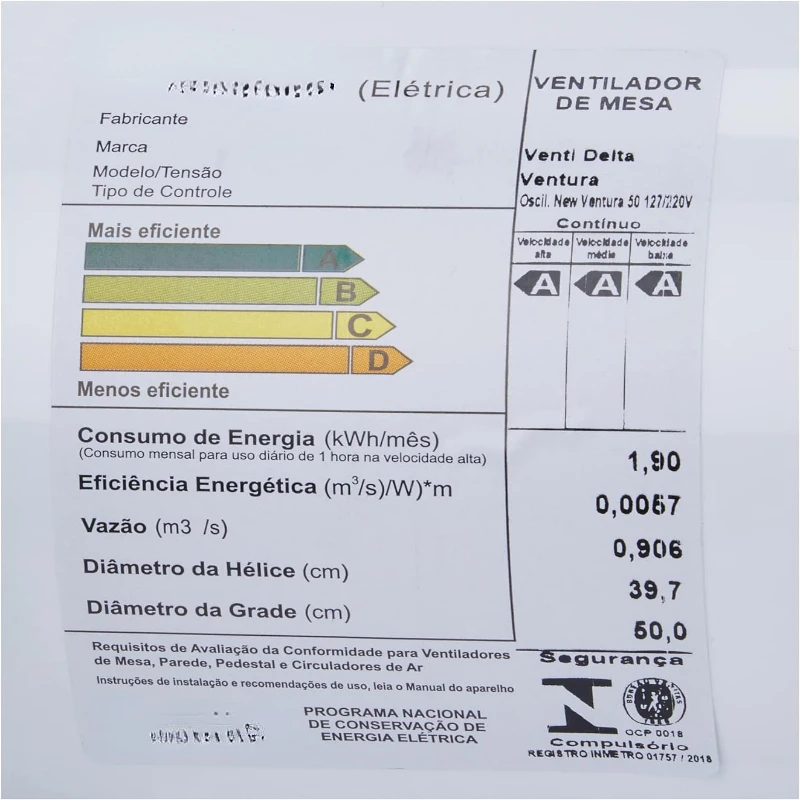 (Elétrica)
VENTILADOR
DE MESA
Fabricante
Venti Delta
Marca
Ventura
Modelo/Tensão
Oscil. New Ventura 50 127/220V
Tipo de Controle
Contínuo
Mais eficiente
Velocidade alta
Velocidade média
Velocidade baixa
A
A
A
A
B
C
D
Menos eficiente
Consumo de Energia (kWh/mês)
1,90
(Consumo mensal para uso diário de 1 hora na velocidade alta)
Eficiência Energética (m³/s)/W)*m
0,0057
Vazão (m3 /s)
0,906
Diâmetro da Hélice (cm)
39,7
Diâmetro da Grade (cm)
50,0
Requisitos de Avaliação da Conformidade para Ventiladores
de Mesa, Parede, Pedestal e Circuladores de Ar
Instruções de instalação e recomendações de uso, leia o Manual do aparelho
PROGRAMA NACIONAL
DE CONSERVAÇÃO DE
ENERGIA ELÉTRICA
Segurança
OCP 0018
Compulsório
REGISTRO INMETRO 01757 / 2018